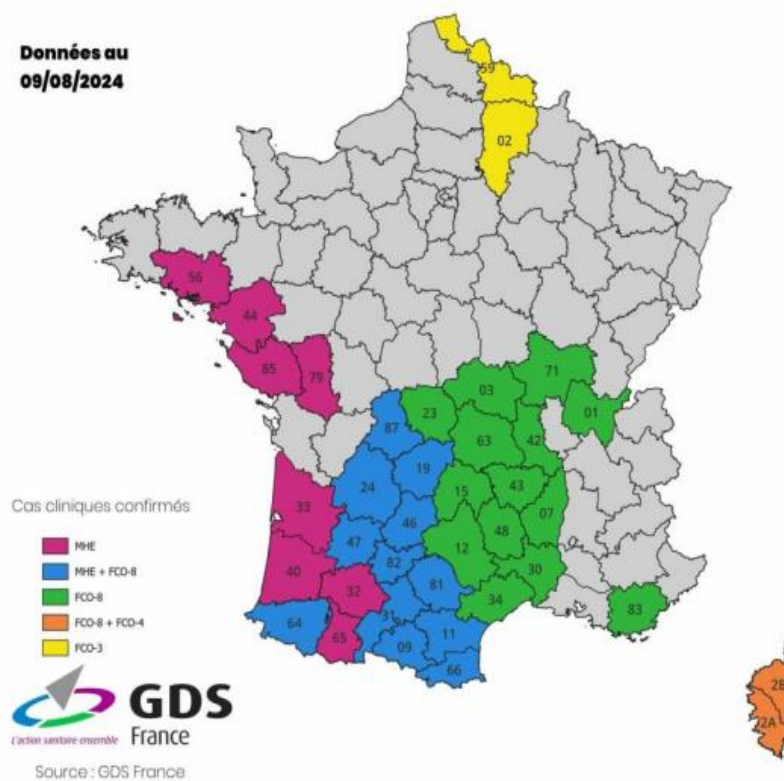 Données au
09/08/2024
59
02
56
44
85
79
71
03
23
01
87
63
42
19
24
15
43
33
46
07
47
48
12
82
30
40
32
81
34
83
64
31
65
11
09
66
2B
2A
Cas cliniques confirmés
MHE
MHE + FCO-8
FCO-8
FCO-8 + FCO-4
FCO-3
GDS
France
L'action sanitaire ensemble
Source : GDS France